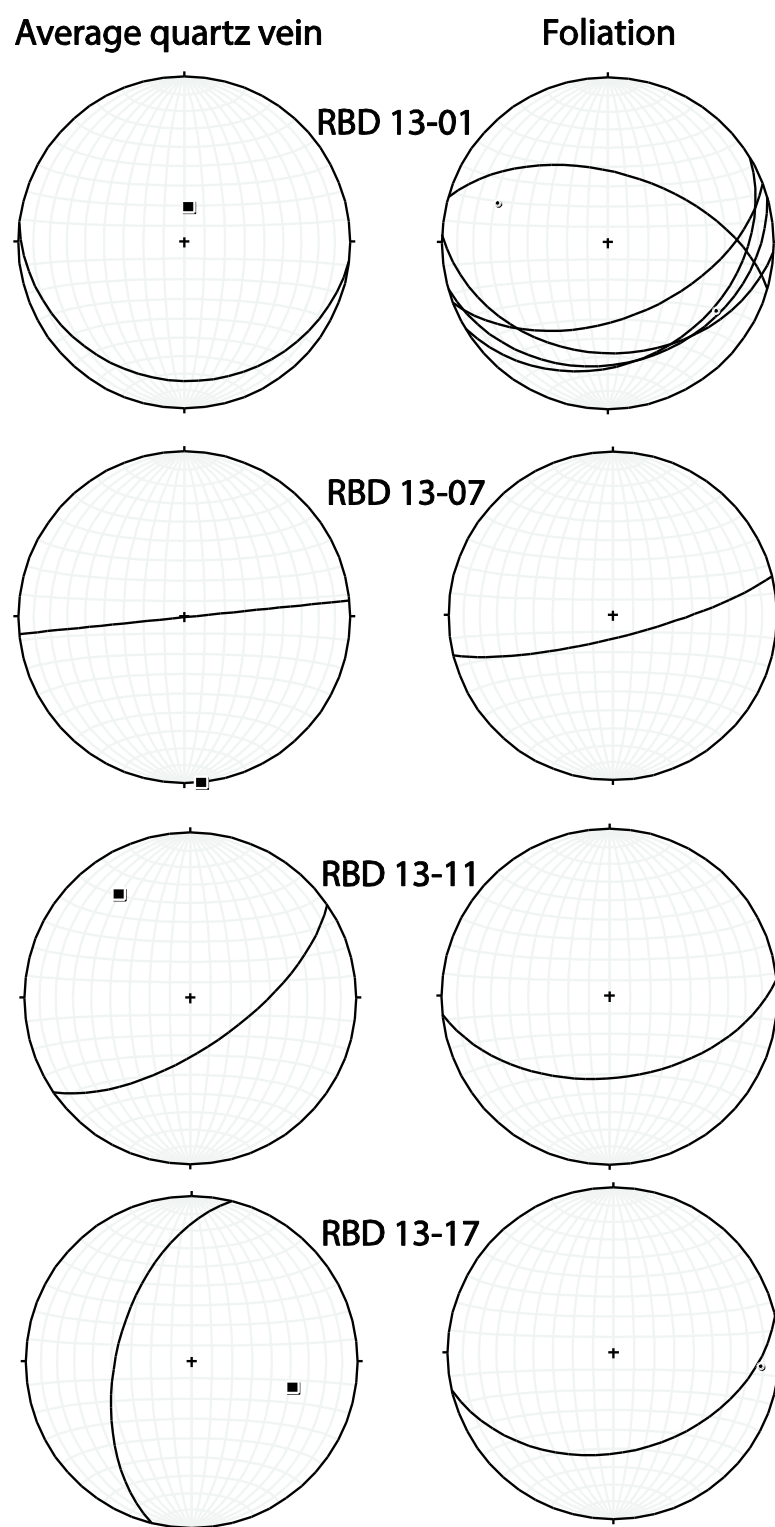 Average quartz vein
Foliation
RBD 13-01
RBD 13-07
RBD 13-11
RBD 13-17